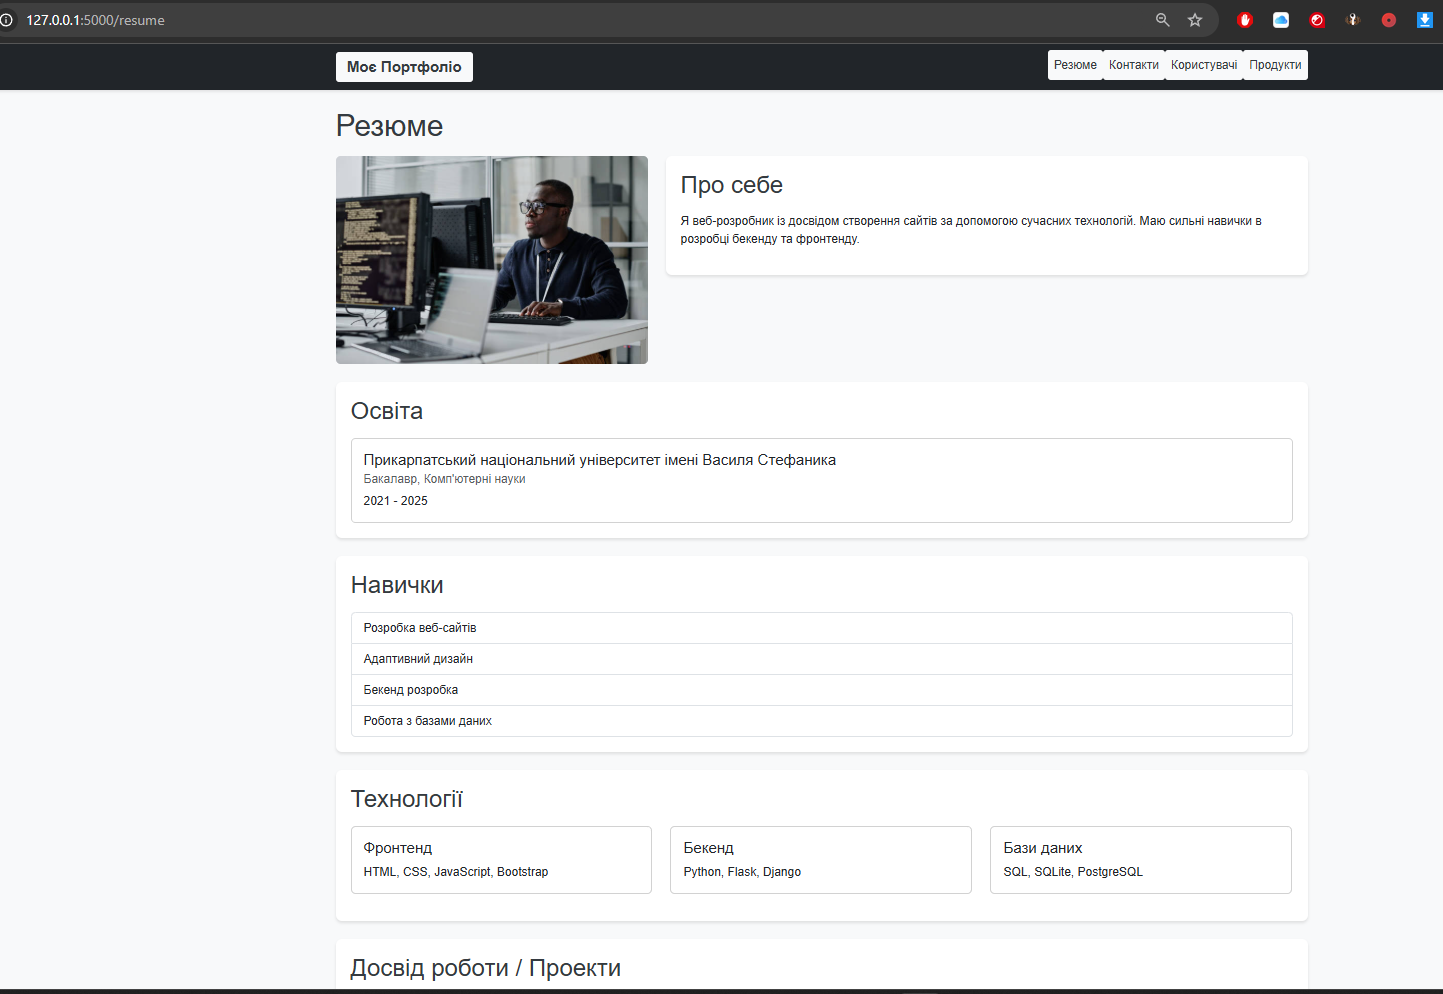 127.0.0.1:5000/resume
Моє Портфоліо
Резюме Контакти Користувачі Продукти
Резюме
Про себе
Я веб-розробник із досвідом створення сайтів за допомогою сучасних технологій. Маю сильні навички в
розробці бекенду та фронтенду.
Освіта
Прикарпатський національний університет імені Василя Стефаника
Бакалавр, Комп'ютерні науки
2021 - 2025
Навички
Розробка веб-сайтів
Адаптивний дизайн
Бекенд розробка
Робота з базами даних
Технології
Фронтенд
HTML, CSS, JavaScript, Bootstrap
Бекенд
Python, Flask, Django
Бази даних
SQL, SQLite, PostgreSQL
Досвід роботи / Проекти